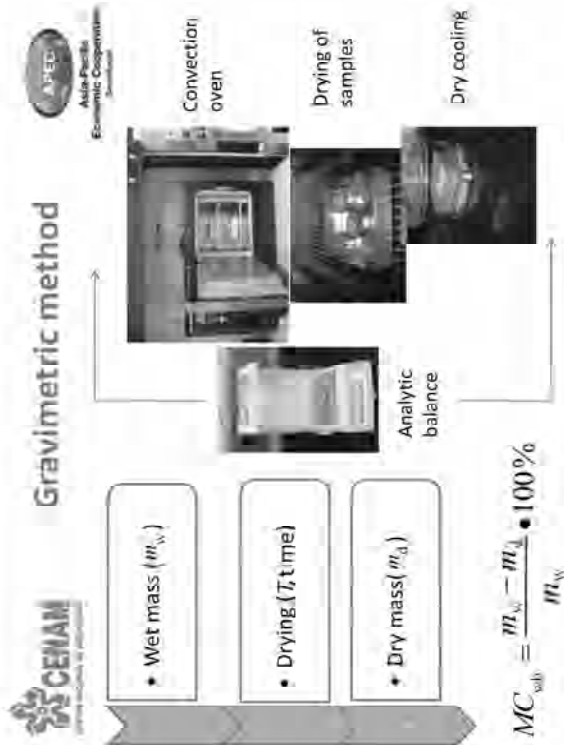 CENAM
Gravimetric method
APEC
Asia-Pacific
Economic Cooperation
• Wet mass (m_w)
• Drying (T, time)
• Dry mass (m_d)
Analytic
balance
Convection
oven
Drying of
samples
Dry cooling
MC_wb = (m_w − m_d) / m_w • 100%